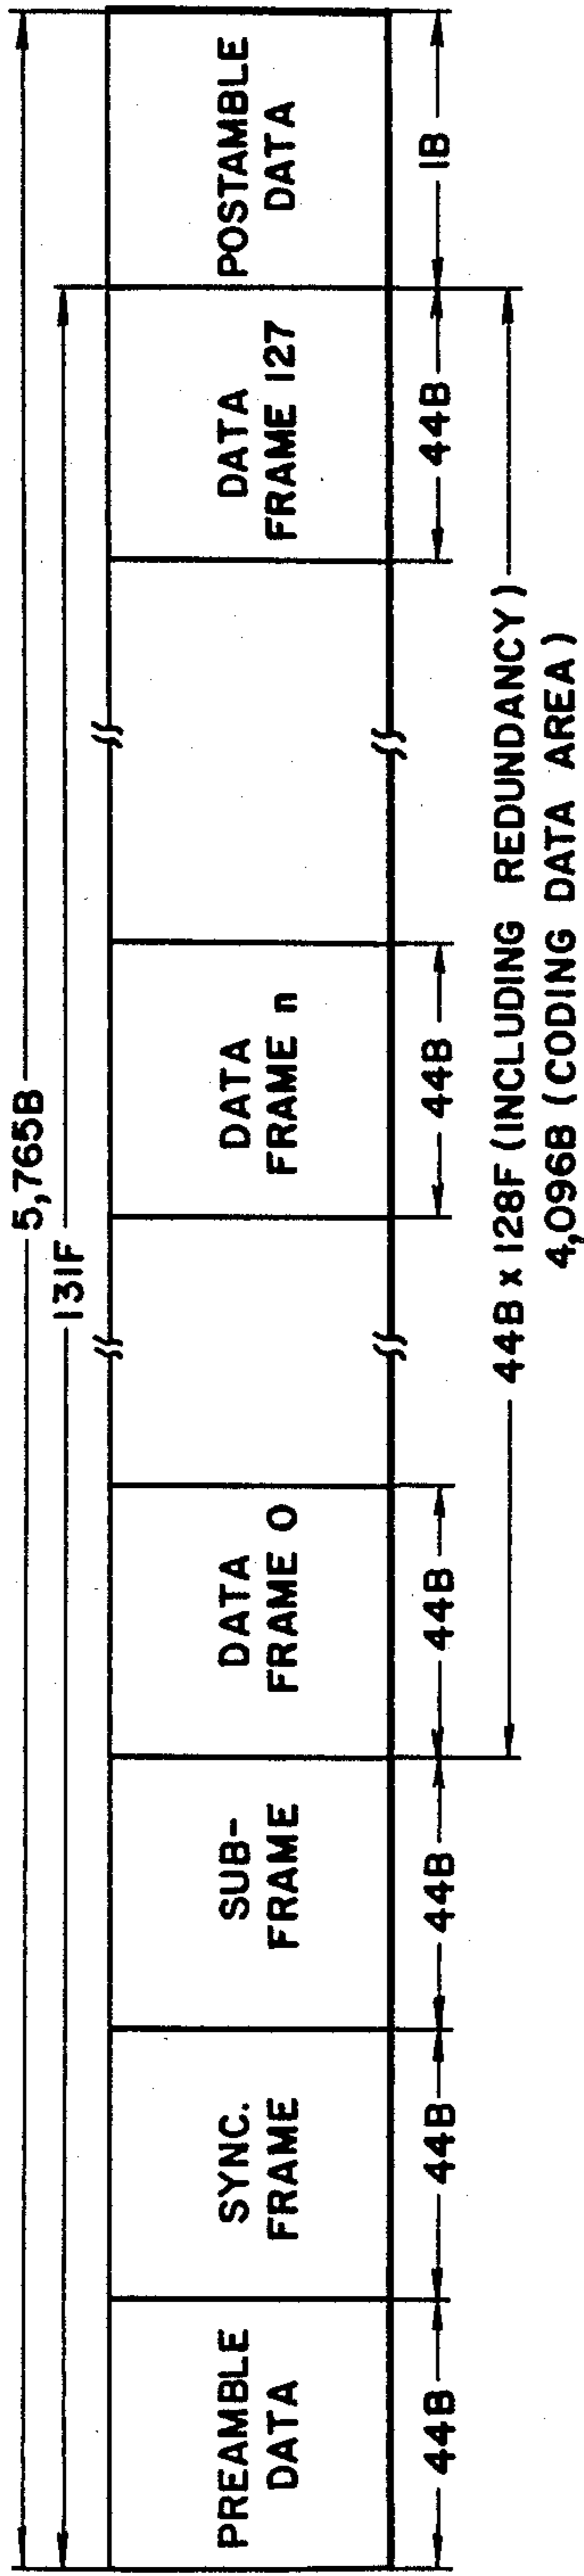 5,765B
131F
PREAMBLE
DATA
SYNC.
FRAME
SUB-
FRAME
DATA
FRAME 0
DATA
FRAME n
DATA
FRAME 127
POSTAMBLE
DATA
44B
44B
44B
44B
44B
44B
1B
44B x 128F (INCLUDING REDUNDANCY)
4,096B (CODING DATA AREA)